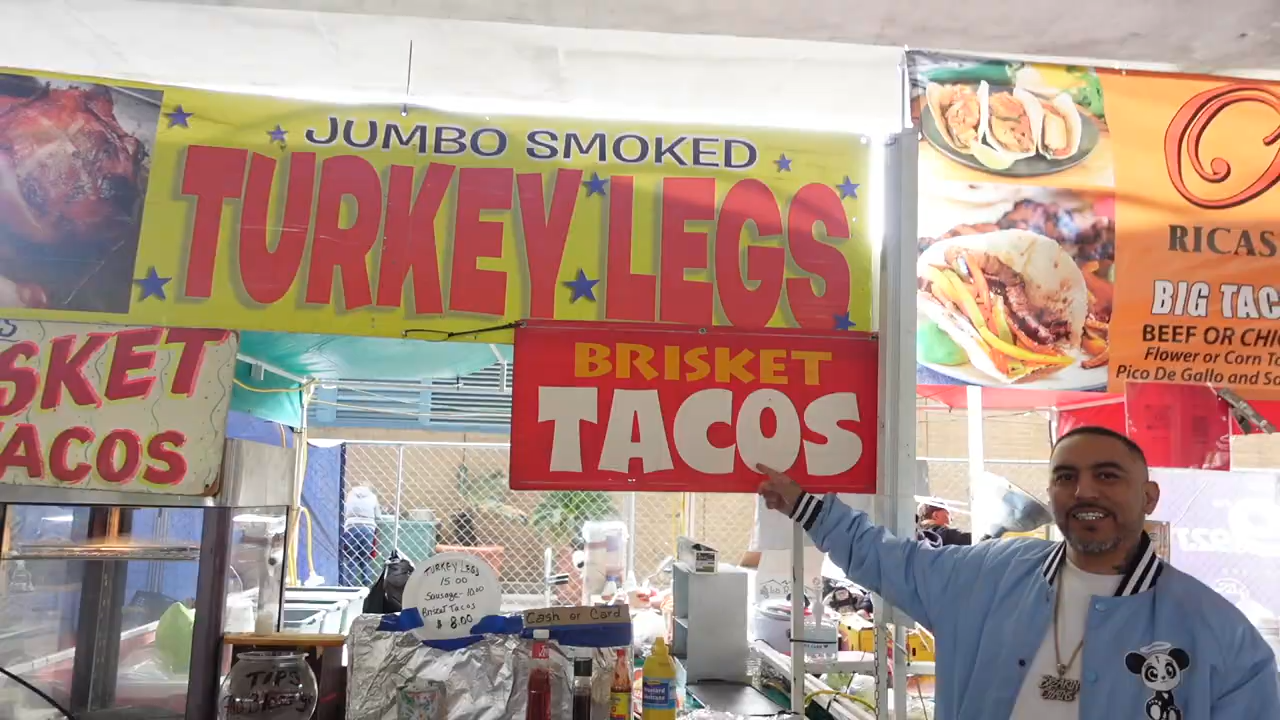 JUMBO SMOKED
TURKEY LEGS
SKET
TACOS
BRISKET
TACOS
RICAS
BIG TAC
BEEF OR CHI
Flower or Corn To
Pico De Gallo and Sa
TURKEY LEGS
15 00
Sausage- 10.00
Brisket Tacos
$ 8.00
Cash or Card
TIPS